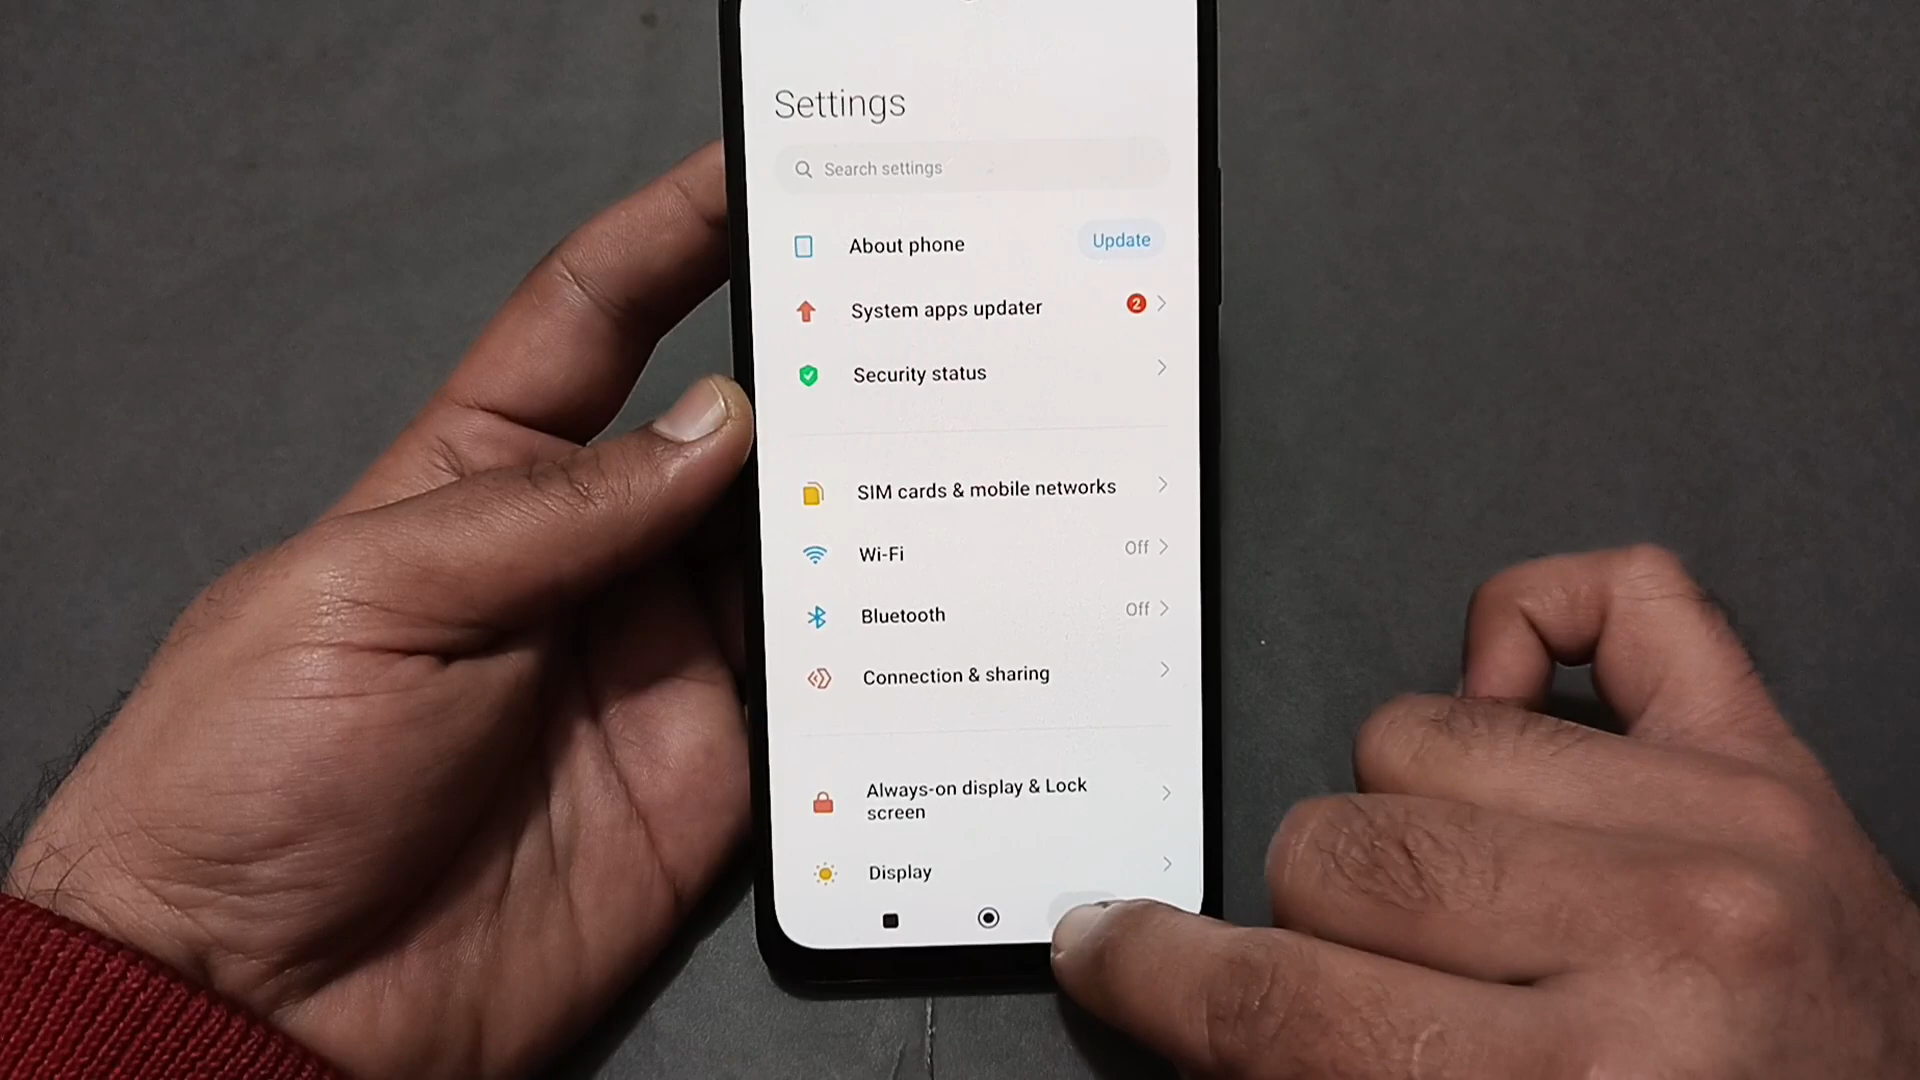 Settings
Search settings
About phone
Update
System apps updater
2
Security status
SIM cards & mobile networks
Wi-Fi
Off
Bluetooth
Off
Connection & sharing
Always-on display & Lock
screen
Display